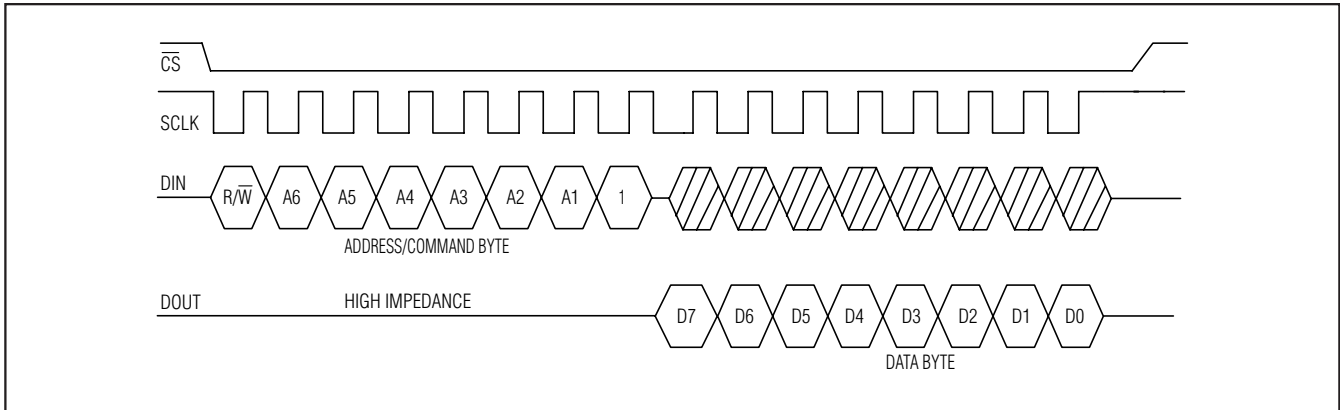 C̅S̅
SCLK
DIN R/W̅ A6 A5 A4 A3 A2 A1 1
ADDRESS/COMMAND BYTE
DOUT HIGH IMPEDANCE D7 D6 D5 D4 D3 D2 D1 D0
DATA BYTE